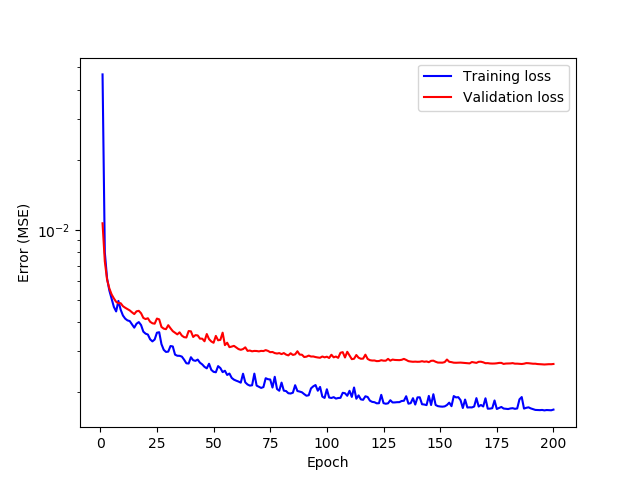 Training loss
Validation loss
Error (MSE)
10⁻²
0 25 50 75 100 125 150 175 200
Epoch